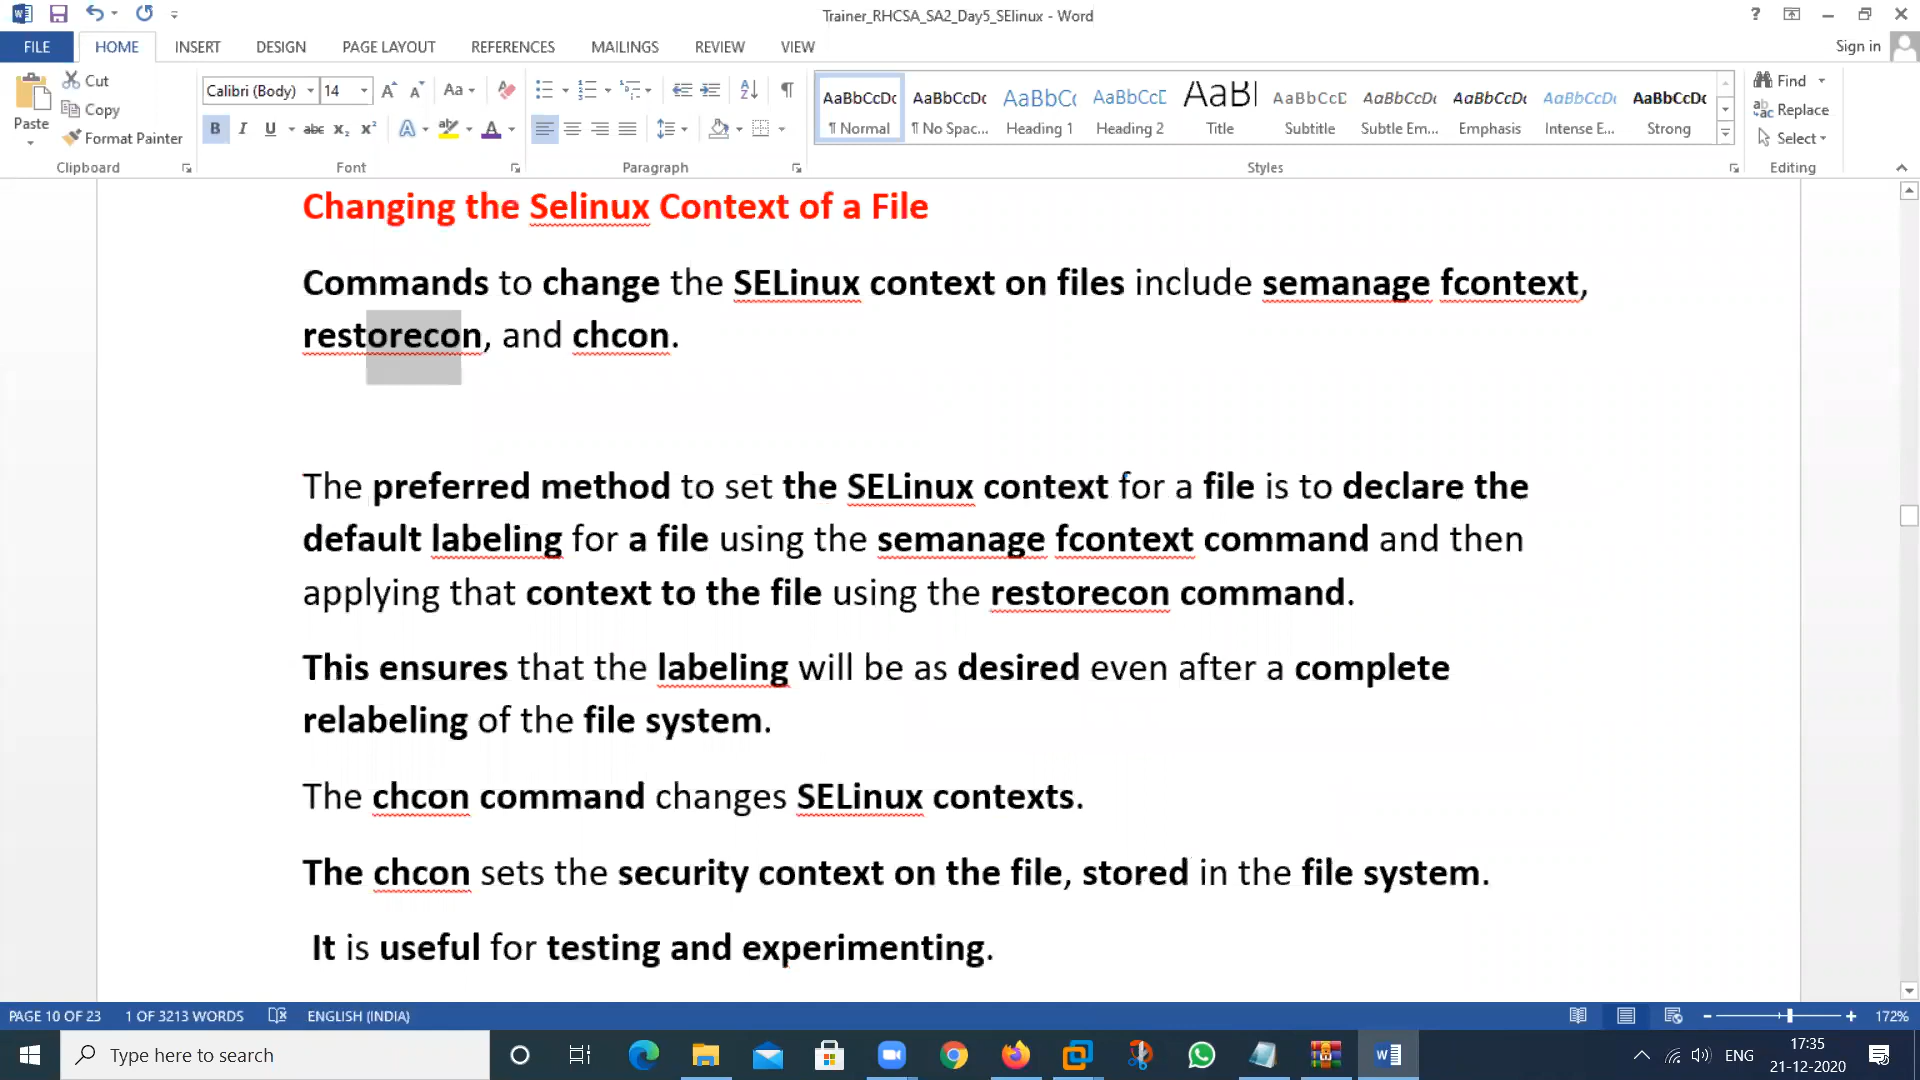 Trainer_RHCSA_SA2_Day5_SElinux - Word
FILE HOME INSERT DESIGN PAGE LAYOUT REFERENCES MAILINGS REVIEW VIEW Sign in
Cut
Copy
Format Painter
Paste
Calibri (Body) 14
AaBbCcDc AaBbCcDc AaBbCc AaBbCcD AaBl AaBbCcD AaBbCcDc AaBbCcDc AaBbCcDc AaBbCcDc
¶ Normal ¶ No Spac... Heading 1 Heading 2 Title Subtitle Subtle Em... Emphasis Intense E... Strong
Find
Replace
Select
Clipboard Font Paragraph Styles Editing
Changing the Selinux Context of a File
Commands to change the SELinux context on files include semanage fcontext,
restorecon, and chcon.
The preferred method to set the SELinux context for a file is to declare the
default labeling for a file using the semanage fcontext command and then
applying that context to the file using the restorecon command.
This ensures that the labeling will be as desired even after a complete
relabeling of the file system.
The chcon command changes SELinux contexts.
The chcon sets the security context on the file, stored in the file system.
It is useful for testing and experimenting.
PAGE 10 OF 23 1 OF 3213 WORDS ENGLISH (INDIA) 172%
Type here to search
ENG
17:35
21-12-2020